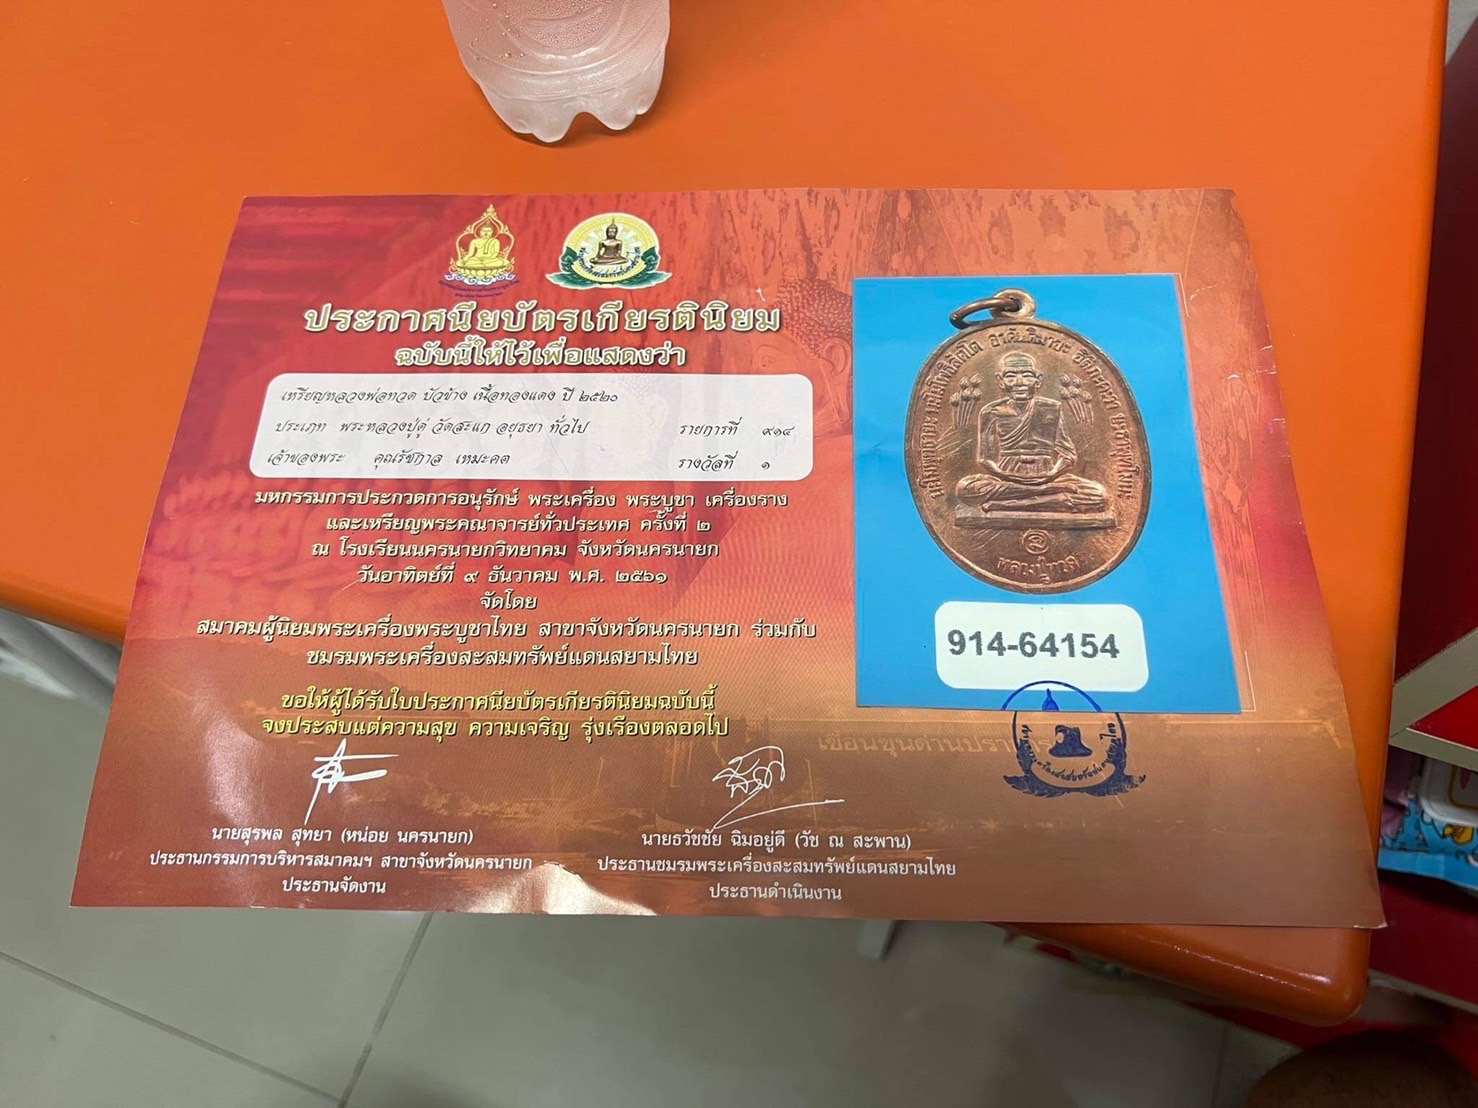 ประกาศนียบัตรเกียรตินิยม
ฉบับนี้ให้ไว้เพื่อแสดงว่า
เหรียญหลวงพ่อทวด บัวข้าง เนื้อทองแดง ปี ๒๕๒๐
ประเภท พระหลวงปู่ดู่ วัดสะแก อยุธยา ทั่วไป รายการที่ ๙๑๔
เจ้าของพระ คุณรัชกาล เหมะคต รางวัลที่ ๑
มหกรรมการประกวดการอนุรักษ์ พระเครื่อง พระบูชา เครื่องราง
และเหรียญพระคณาจารย์ทั่วประเทศ ครั้งที่ ๒
ณ โรงเรียนนครนายกวิทยาคม จังหวัดนครนายก
วันอาทิตย์ที่ ๙ ธันวาคม พ.ศ. ๒๕๖๑
จัดโดย
สมาคมผู้นิยมพระเครื่องพระบูชาไทย สาขาจังหวัดนครนายก ร่วมกับ
ชมรมพระเครื่องสะสมทรัพย์แดนสยามไทย
ขอให้ผู้ได้รับใบประกาศนียบัตรเกียรตินิยมฉบับนี้
จงประสบแต่ความสุข ความเจริญ รุ่งเรืองตลอดไป
นายสุรพล สุทยา (หน่อย นครนายก)
ประธานกรรมการบริหารสมาคมฯ สาขาจังหวัดนครนายก
ประธานจัดงาน
นายธวัชชัย ฉิมอยู่ดี (วัช ณ สะพาน)
ประธานชมรมพระเครื่องสะสมทรัพย์แดนสยามไทย
ประธานดำเนินงาน
914-64154
เขื่อนขุนด่าน